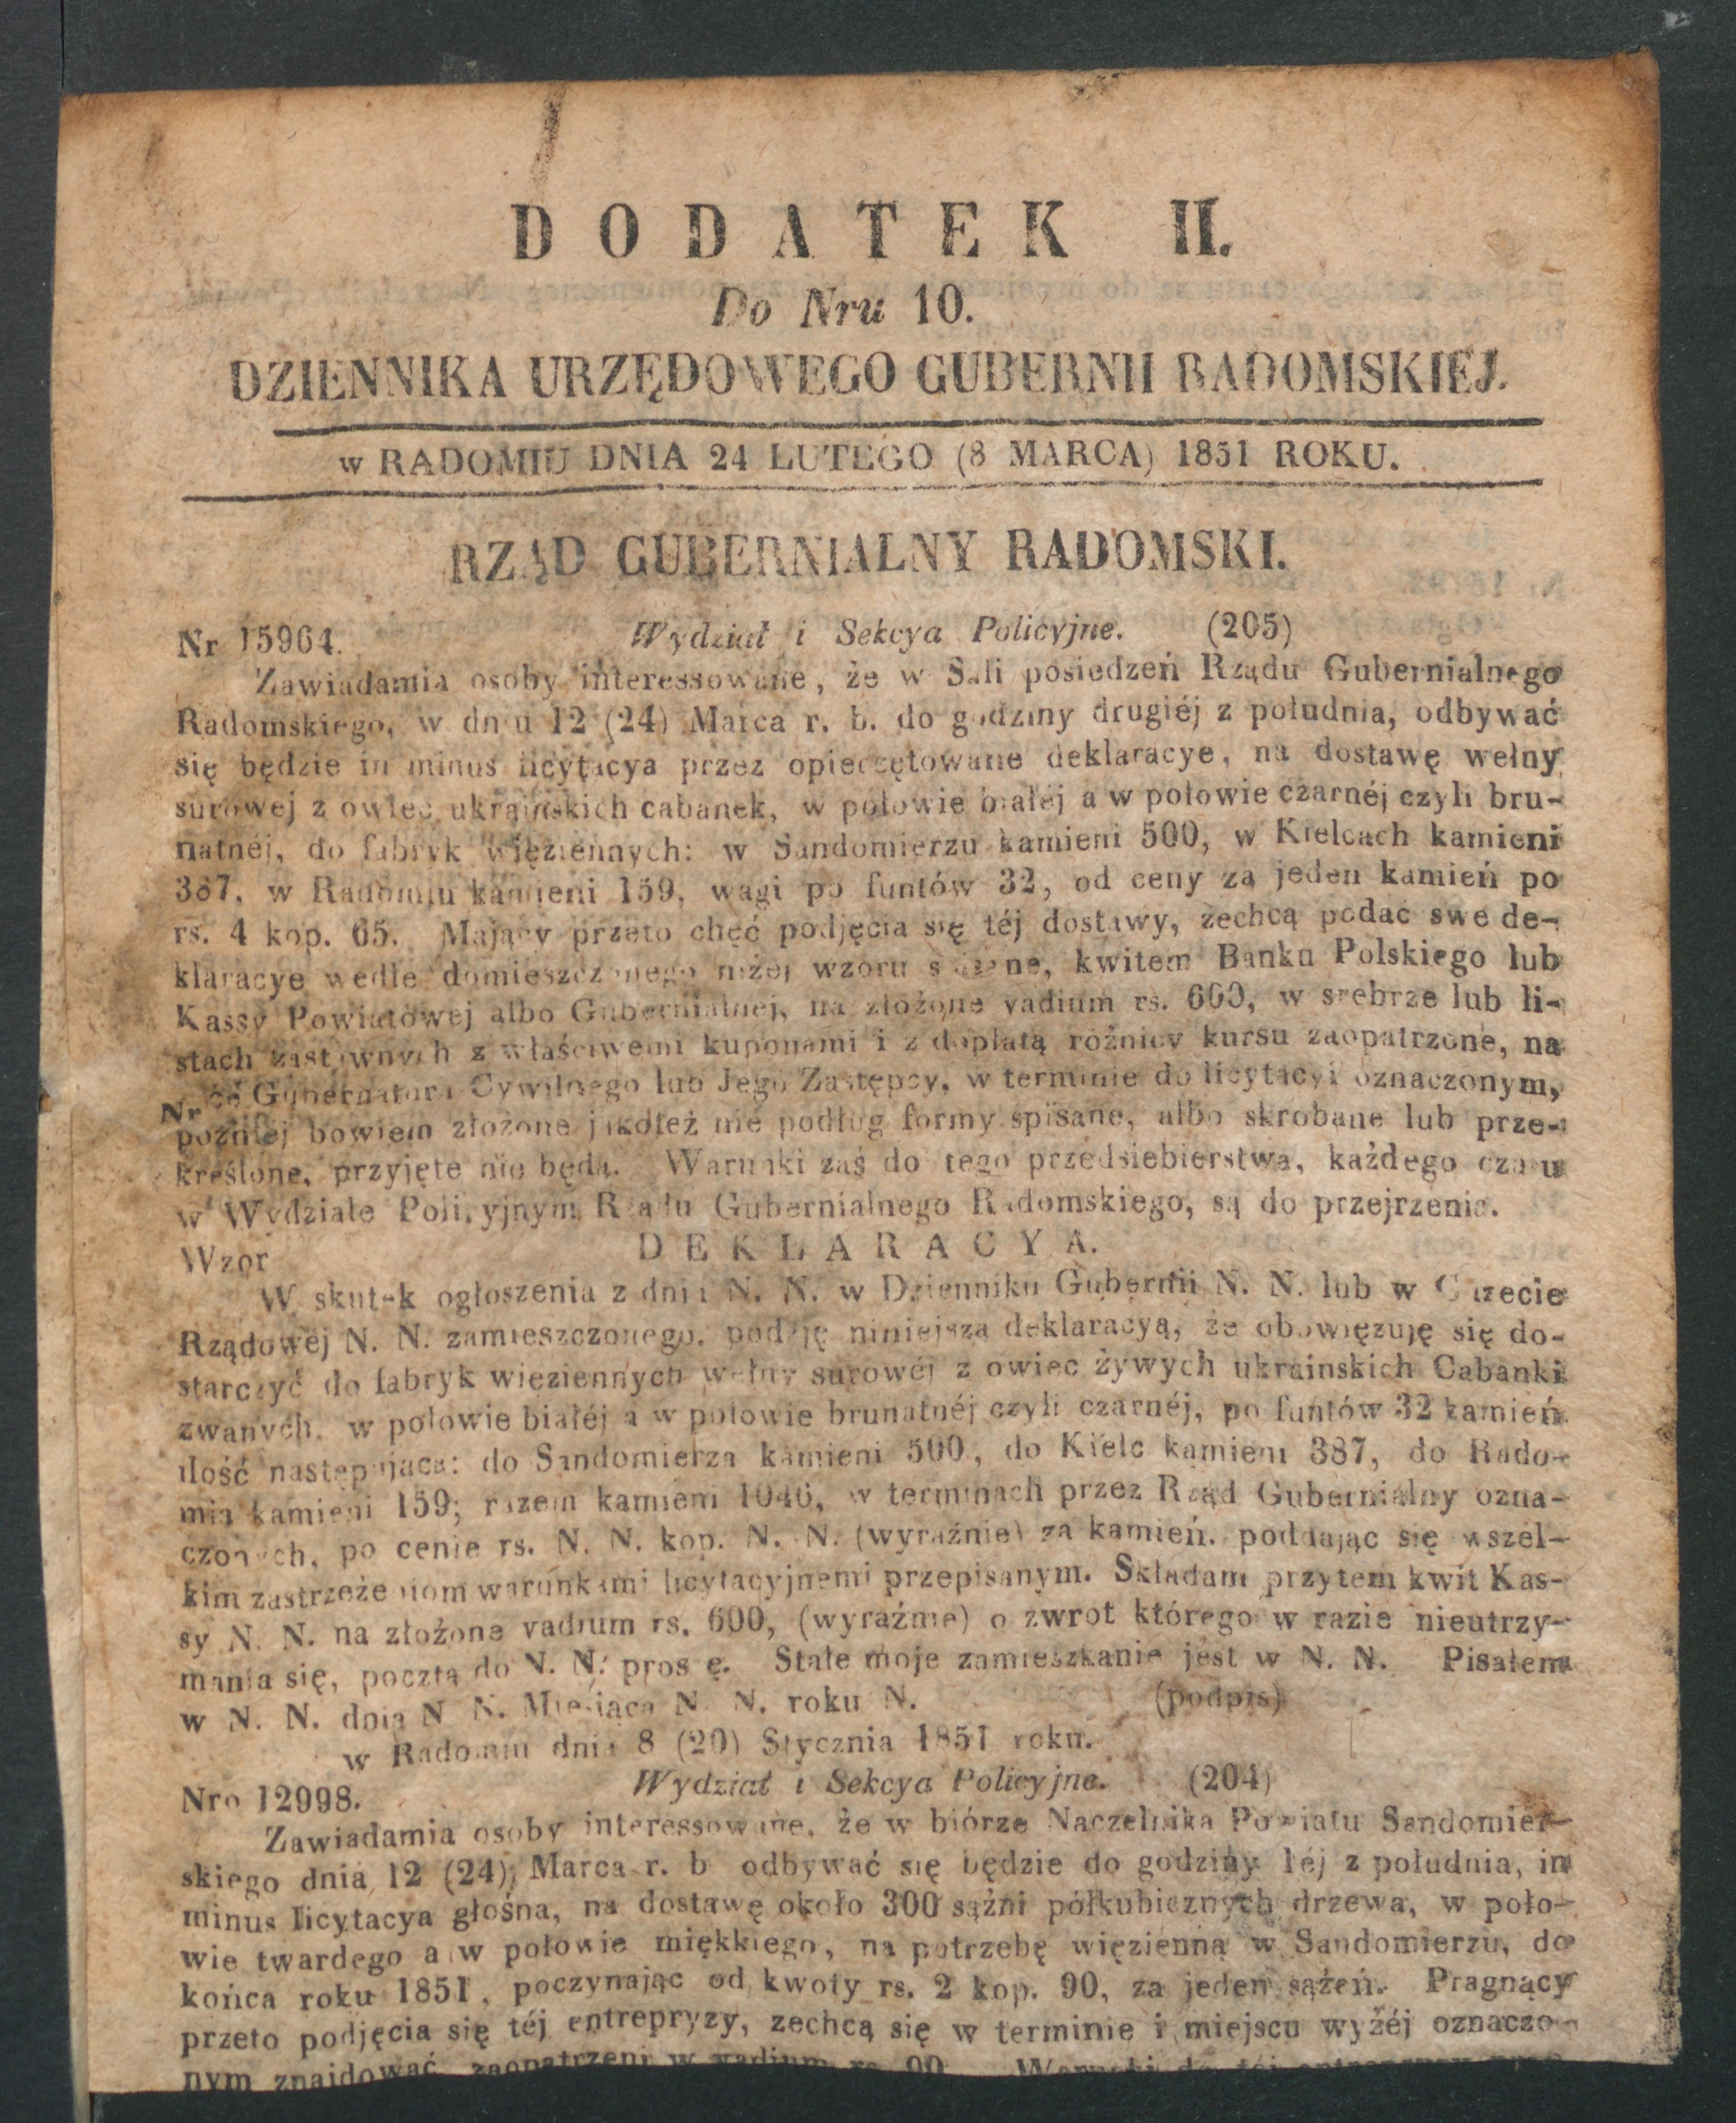 DODATEK II.
Do Nru 10.
DZIENNIKA URZĘDOWEGO GUBERNII RADOMSKIEJ.
w RADOMIU DNIA 24 LUTEGO (8 MARCA) 1851 ROKU.
RZĄD GUBERNIALNY RADOMSKI.
Nr 15964. Wydział i Sekcya Policyjne. (205)
Zawiadamia osoby interessowane, że w Sali posiedzeń Rządu Gubernialnego
Radomskiego, w dniu 12 (24) Marca r. b. do godziny drugiéj z południa, odbywać
się będzie in minus licytacya przez opieczętowane deklaracye, na dostawę wełny
surowej z owiec ukraińskich cabanek, w połowie białéj a w połowie czarnéj czyli bru-
natnéj, do fabryk więziennych: w Sandomierzu kamieni 500, w Kielcach kamieni
387, w Radomiu kamieni 159, wagi po funtów 32, od ceny za jeden kamień po
rs. 4 kop. 65. Mający przeto chęć podjęcia się téj dostawy, zechcą podac swe de-
klaracye wedle domieszczonego niżej wzoru spisane, kwitem Banku Polskiego lub
Kassy Powiatowej albo Gubernialnej, na złożone vadium rs. 600, w srebrze lub li-
stach zastawnych z właściwemi kuponami i z dopłatą różnicy kursu zaopatrzone, na
Nr
Gubernatora Cywilnego lub Jego Zastępcy, w terminie do licytacyi oznaczonym,
pozniej bowiem złożone jakoteż nie podług formy spisane, albo skrobane lub prze-
kreślone, przyjęte nie będą. Warunki zaś do tego przedsiebierstwa, każdego czasu
w Wydziale Policyjnym Rządu Gubernialnego Radomskiego, są do przejrzenia.
Wzor DEKLARACYA.
W skutek ogłoszenia z dnia N. N. w Dzienniku Gubernii N. N. lub w Gazecie
Rządowej N. N. zamieszczonego, podaję niniejsza deklaracyą, że obowięzuję się do-
starczyć do fabryk wieziennych wełny surowéj z owiec żywych ukrainskich Cabanki
zwanych, w połowie białéj a w połowie brunatnéj czyli czarnéj, po funtów 32 kamień
ilość następująca: do Sandomierza kamieni 500, do Kielc kamieni 387, do Rado-
mia kamieni 159; razem kamieni 1046, w terminach przez Rząd Gubernialny ozna-
czonych, po cenie rs. N. N. kop. N. N. (wyraźnie) za kamień, poddając się wszel-
kim zastrzeżeniom warunkami licytacyjnemi przepisanym. Składam przytem kwit Kas-
sy N. N. na złożone vadium rs. 600, (wyraźnie) o zwrot którego w razie nieutrzy-
mania się, pocztą do N. N. proszę. Stałe moje zamieszkanie jest w N. N. Pisałem
w N. N. dnia N N. Miesiąca N. N. roku N. (podpis)
w Radomiu dnia 8 (20) Stycznia 1851 roku.
Nro 12998. Wydział i Sekcya Policyjne. (204)
Zawiadamia osoby interessowane, że w biórze Naczelnika Powiatu Sandomier-
skiego dnia 12 (24) Marca r. b odbywać się będzie do godziny 1éj z południa, in
minus licytacya głośna, na dostawę około 300 sążni półkubicznych drzewa, w poło-
wie twardego a w połowie miękkiego, na potrzebę więzienną w Sandomierzu, do
końca roku 1851, poczynając od kwoty rs. 2 kop. 90, za jeden sążeń. Pragnący
przeto podjęcia się téj entrepryzy, zechcą się w terminie i miejscu wyżéj oznaczo-
nym znajdować zaopatrzeni w vadium rs. 90.